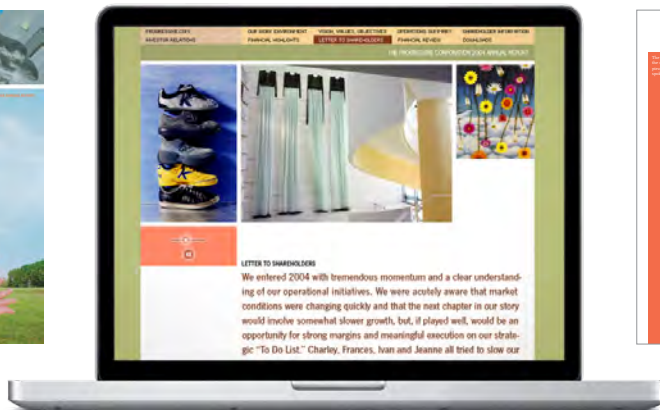 PROGRESSIVE.COM OUR WORK ENVIRONMENT VISION, VALUES, OBJECTIVES OPERATIONS SUMMARY SHAREHOLDER INFORMATION
INVESTOR RELATIONS FINANCIAL HIGHLIGHTS LETTER TO SHAREHOLDERS FINANCIAL REVIEW DOWNLOADS
THE PROGRESSIVE CORPORATION 2004 ANNUAL REPORT
LETTER TO SHAREHOLDERS
We entered 2004 with tremendous momentum and a clear understand-
ing of our operational initiatives. We were acutely aware that market
conditions were changing quickly and that the next chapter in our story
would involve somewhat slower growth, but, if played well, would be an
opportunity for strong margins and meaningful execution on our strate-
gic "To Do List." Charley, Frances, Ivan and Jeanne all tried to slow our